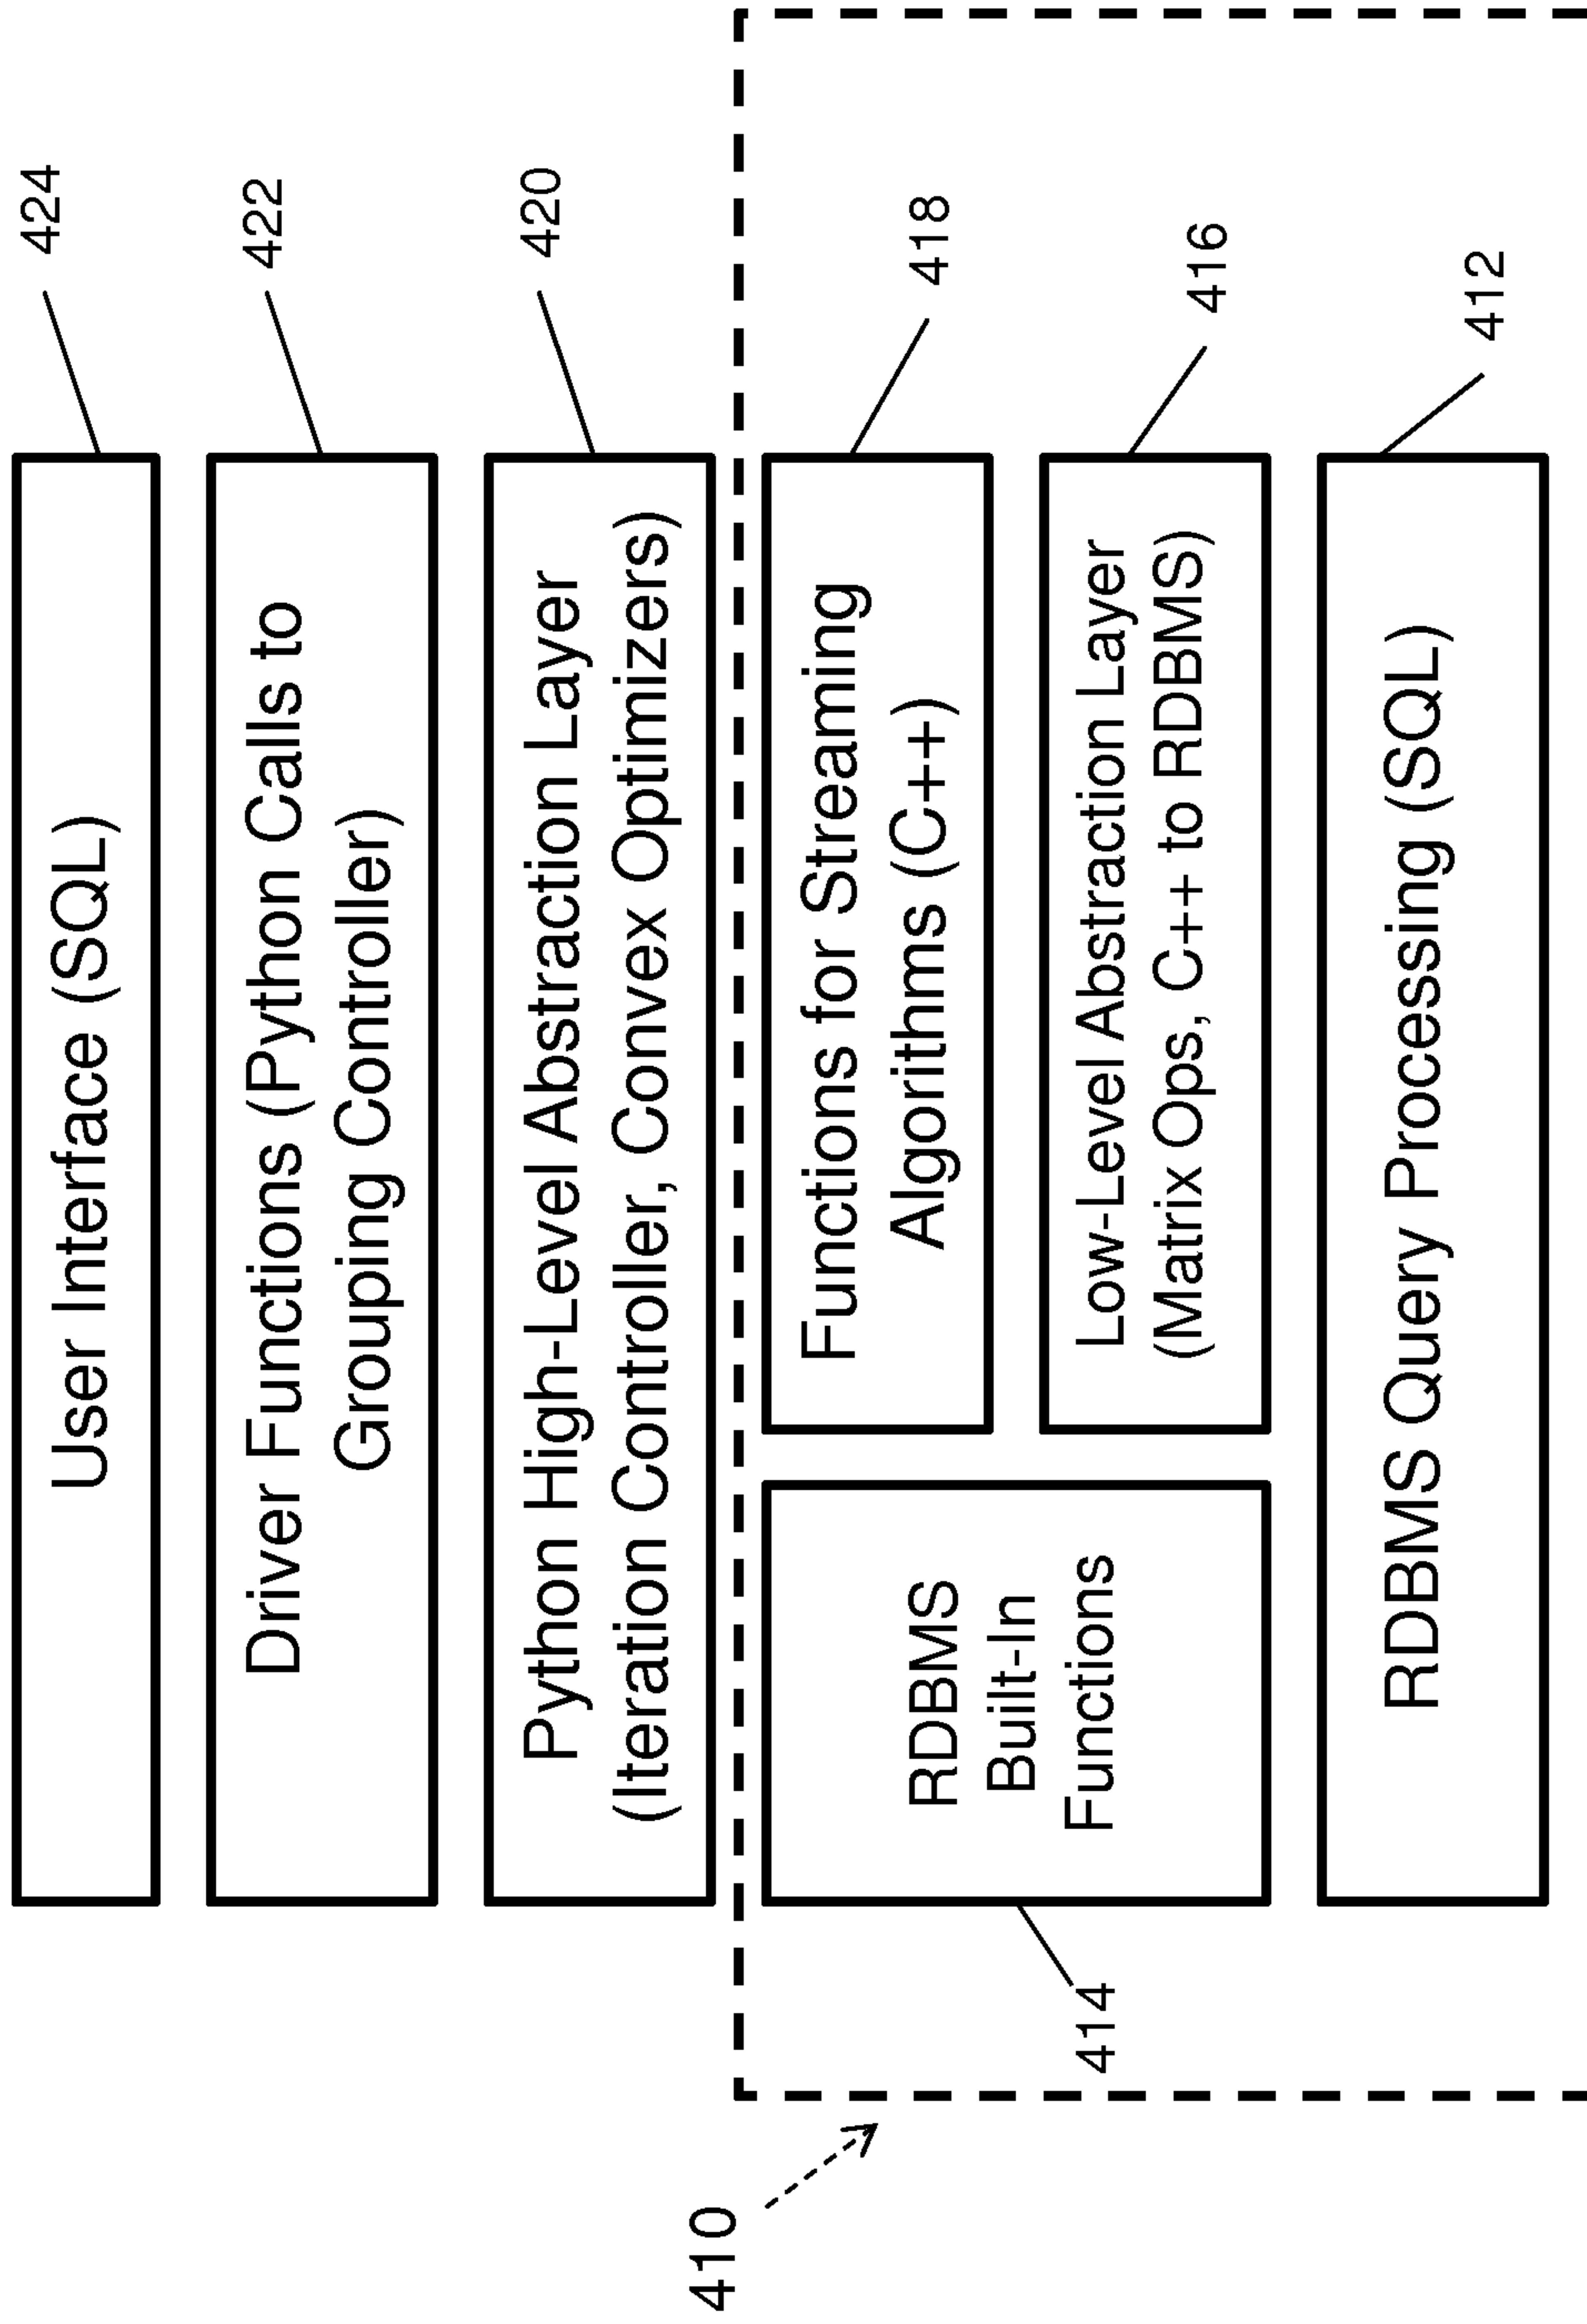 User Interface (SQL)
424
Driver Functions (Python Calls to
Grouping Controller)
422
Python High-Level Abstraction Layer
(Iteration Controller, Convex Optimizers)
420
410
RDBMS
Built-In
Functions
414
Functions for Streaming
Algorithms (C++)
418
Low-Level Abstraction Layer
(Matrix Ops, C++ to RDBMS)
416
RDBMS Query Processing (SQL)
412